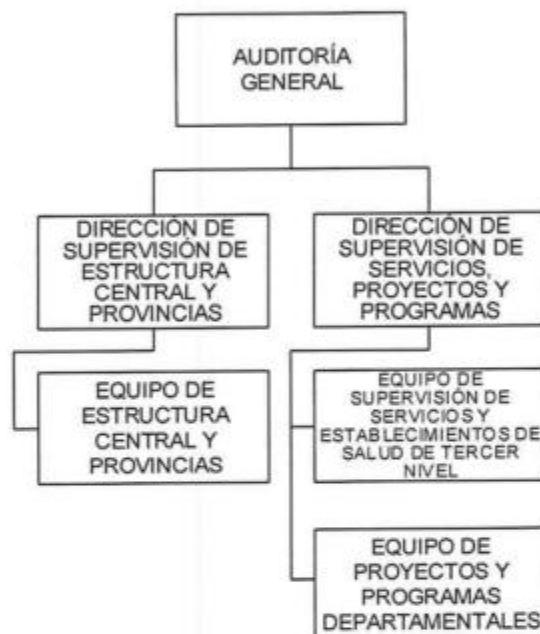 AUDITORÍA
GENERAL
DIRECCIÓN DE
SUPERVISIÓN DE
ESTRUCTURA
CENTRAL Y
PROVINCIAS
DIRECCIÓN DE
SUPERVISIÓN DE
SERVICIOS,
PROYECTOS Y
PROGRAMAS
EQUIPO DE
ESTRUCTURA
CENTRAL Y
PROVINCIAS
EQUIPO DE
SUPERVISIÓN DE
SERVICIOS Y
ESTABLECIMIENTOS DE
SALUD DE TERCER
NIVEL
EQUIPO DE
PROYECTOS Y
PROGRAMAS
DEPARTAMENTALES